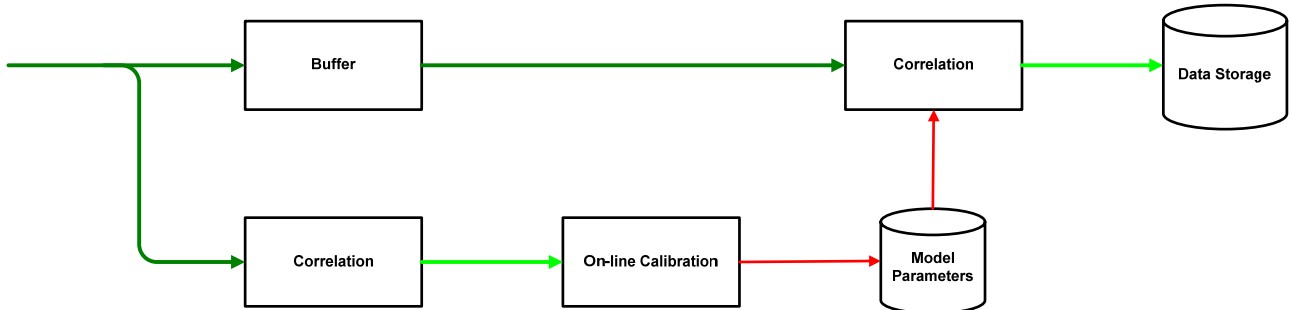 Buffer
Correlation
Data Storage
Correlation
On-line Calibration
Model
Parameters